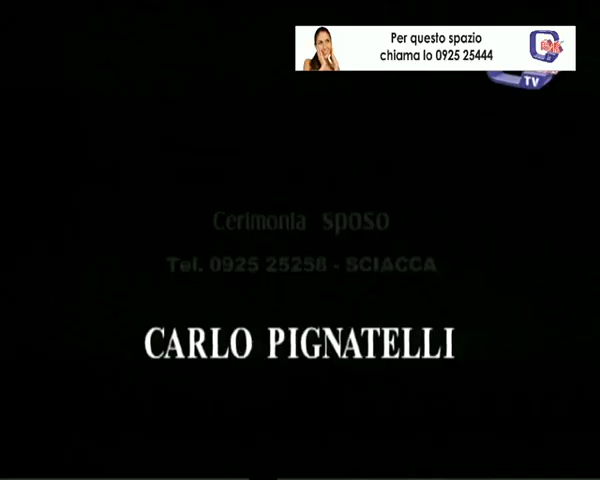 Per questo spazio
chiama lo 0925 25444
TV
Cerimonia sposo
Tel. 0925 25258 - SCIACCA
CARLO PIGNATELLI